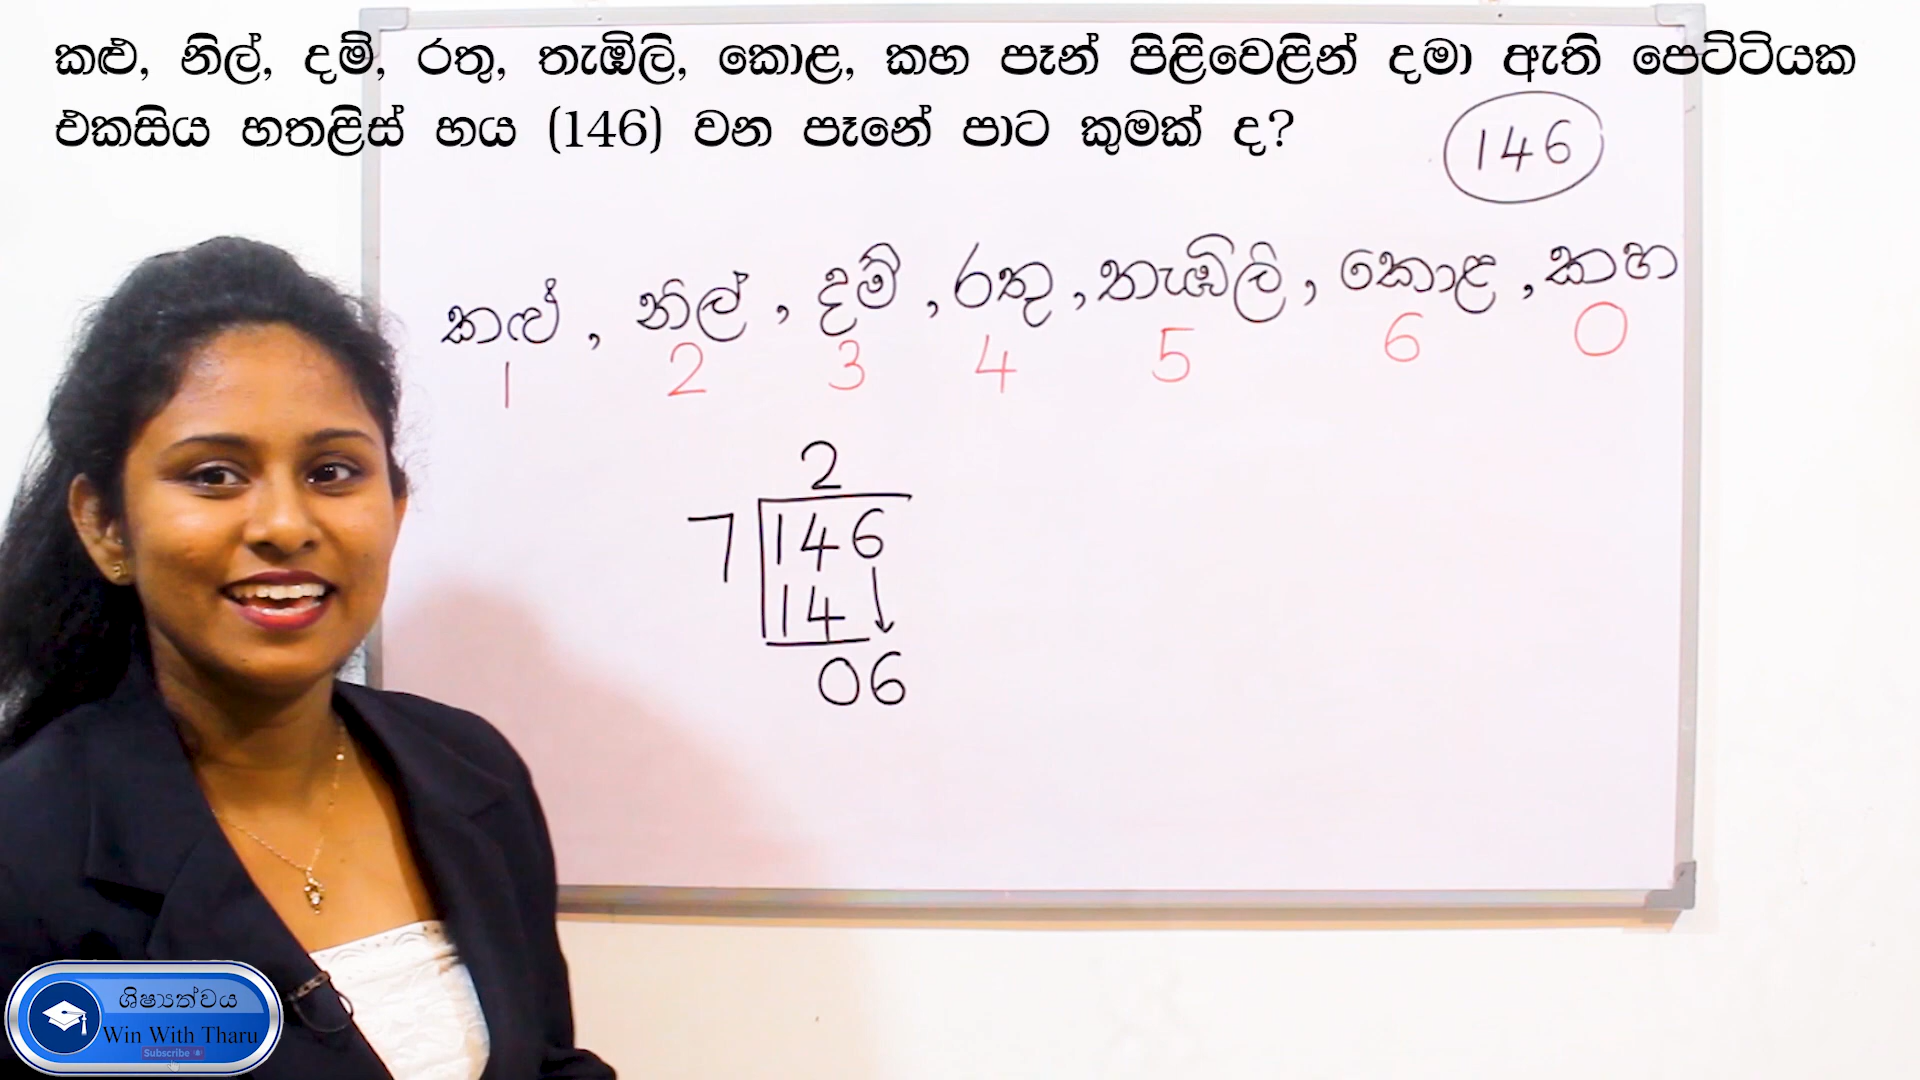 කළු, නිල්, දම්, රතු, තැඹිලි, කොළ, කහ පෑන් පිළිවෙළින් දමා ඇති පෙට්ටියක
එකසිය හතළිස් හය (146) වන පෑනේ පාට කුමක් ද?
146
කළු, නිල්, දම්, රතු, තැඹිලි, කොළ, කහ
1 2 3 4 5 6 0
2
7 146
14
06
ශිෂ්‍යත්වය
Win With Tharu
Subscribe